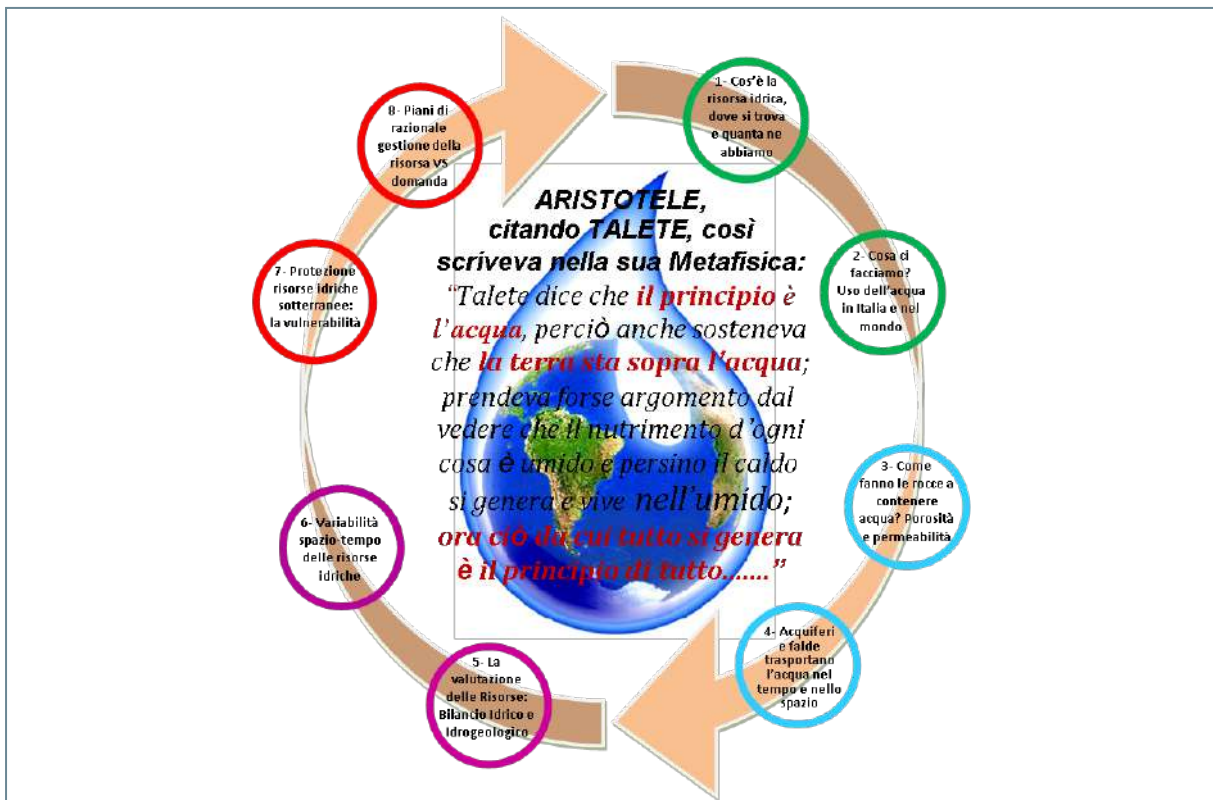 1- Cos'è la
risorsa idrica,
dove si trova
e quanta ne
abbiamo
2- Cosa ci
facciamo?
Uso dell'acqua
in Italia e nel
mondo
3- Come
fanno le rocce a
contenere
acqua? Porosità
e permeabilità
4- Acquiferi
e falde
trasportano
l'acqua nel
tempo e nello
spazio
5- La
valutazione
delle Risorse:
Bilancio Idrico e
Idrogeologico
6- Variabilità
spazio-tempo
delle risorse
idriche
7- Protezione
risorse idriche
sotterranee:
la vulnerabilità
8- Piani di
razionale
gestione della
risorsa VS
domanda
ARISTOTELE,
citando TALETE, così
scriveva nella sua Metafisica:
"Talete dice che il principio è
l'acqua, perciò anche sosteneva
che la terra sta sopra l'acqua;
prendeva forse argomento dal
vedere che il nutrimento d'ogni
cosa è umido e persino il caldo
si genera e vive nell'umido;
ora ciò da cui tutto si genera
è il principio di tutto......."